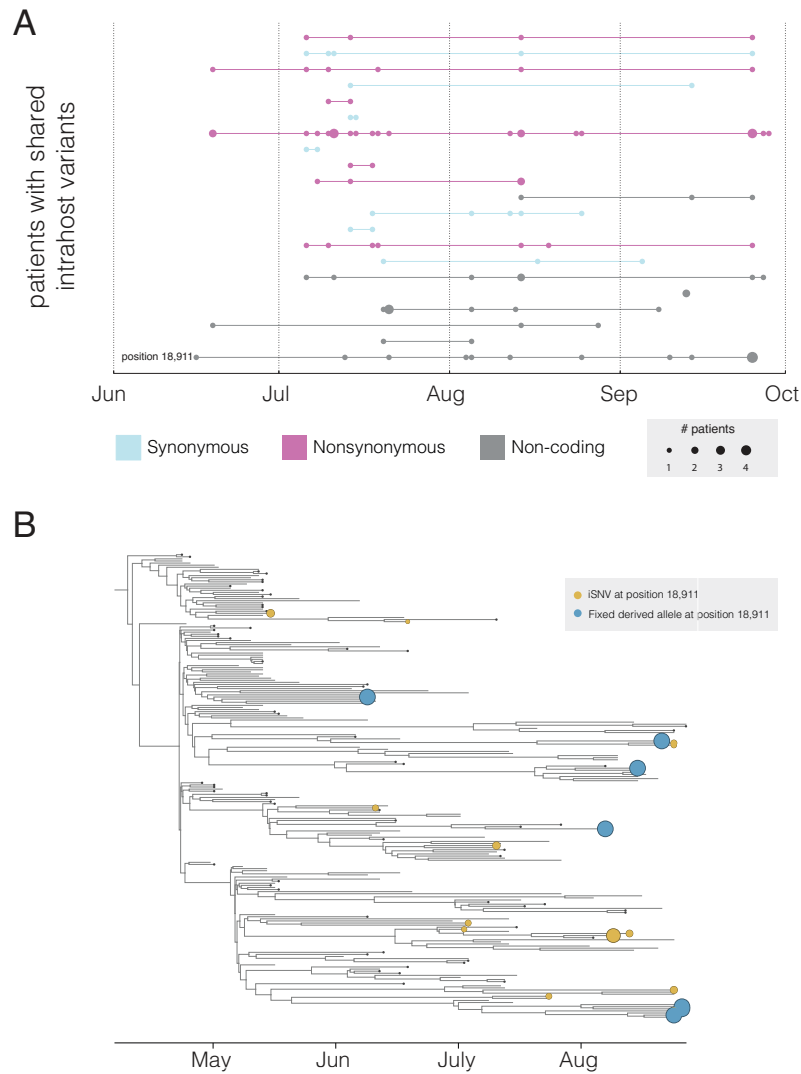 A
patients with shared
intrahost variants
position 18,911
Jun Jul Aug Sep Oct
Synonymous Nonsynonymous Non-coding
# patients
1 2 3 4
B
iSNV at position 18,911
Fixed derived allele at position 18,911
May June July Aug